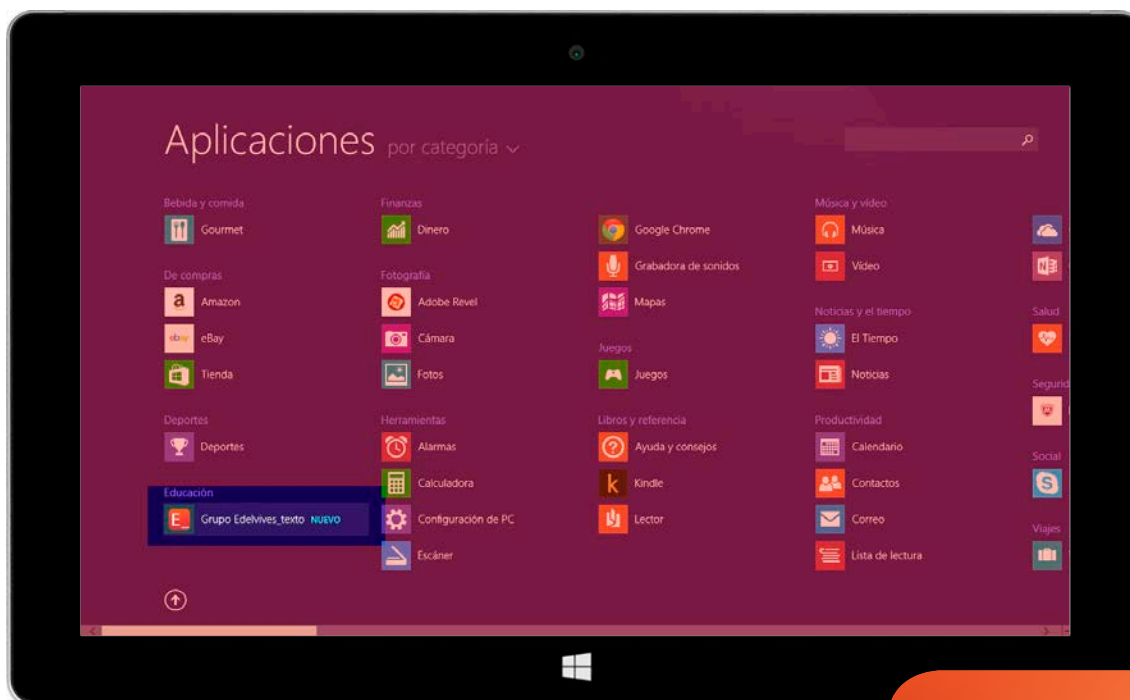 Aplicaciones por categoría
Bebida y comida
Gourmet
De compras
a Amazon
ebay eBay
Tienda
Deportes
Deportes
Educación
E_ Grupo Edelvives_texto NUEVO
Finanzas
Dinero
Fotografía
Adobe Revel
Cámara
Fotos
Herramientas
Alarmas
Calculadora
Configuración de PC
Escáner
Google Chrome
Grabadora de sonidos
Mapas
Juegos
Juegos
Libros y referencia
? Ayuda y consejos
k Kindle
Lector
Música y vídeo
Música
Vídeo
Noticias y el tiempo
El Tiempo
Noticias
Productividad
Calendario
Contactos
Correo
Lista de lectura
N
Salud
Social
S
Viajes